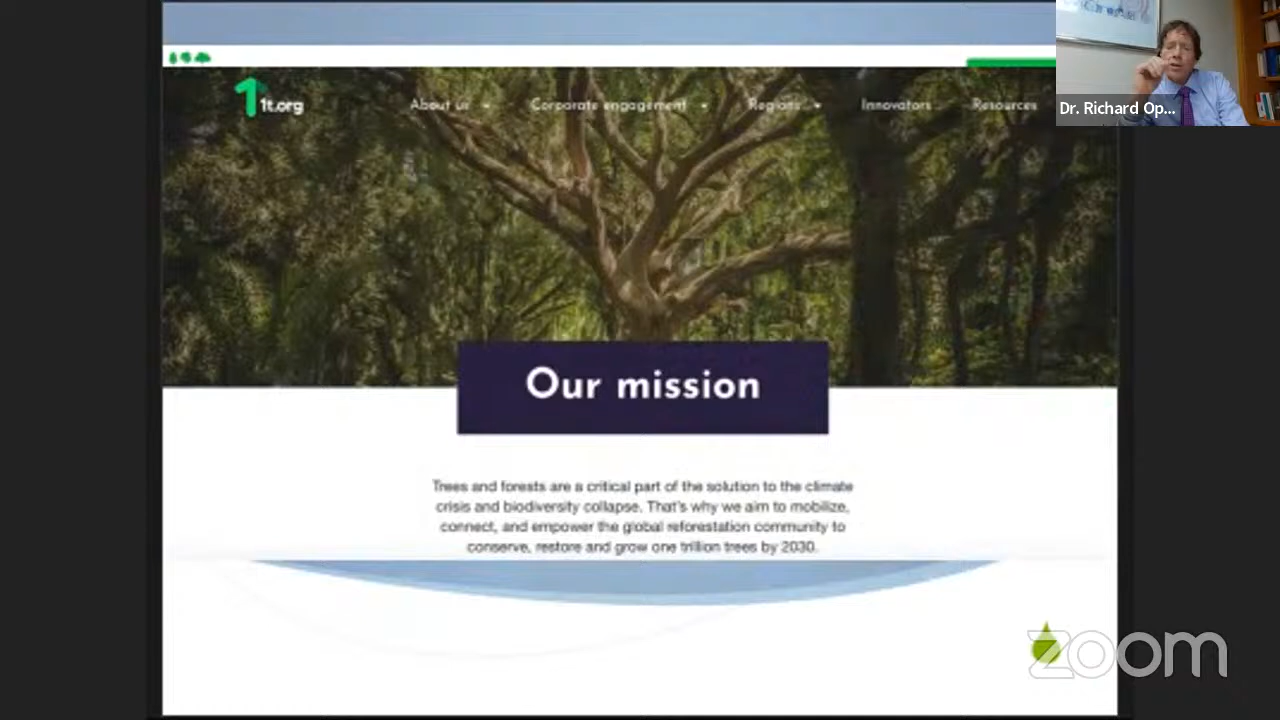 1t.org
About us
Corporate engagement
Regions
Innovators
Resources
Dr. Richard Op...
Our mission
Trees and forests are a critical part of the solution to the climate
crisis and biodiversity collapse. That's why we aim to mobilize,
connect, and empower the global reforestation community to
conserve, restore and grow one trillion trees by 2030.
zoom